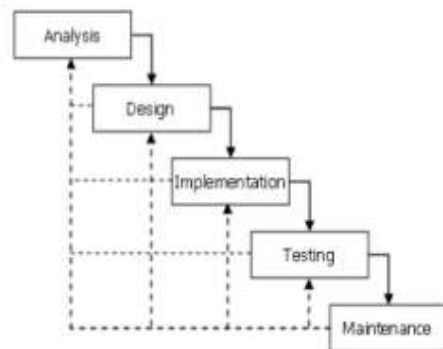 Analysis
Design
Implementation
Testing
Maintenance